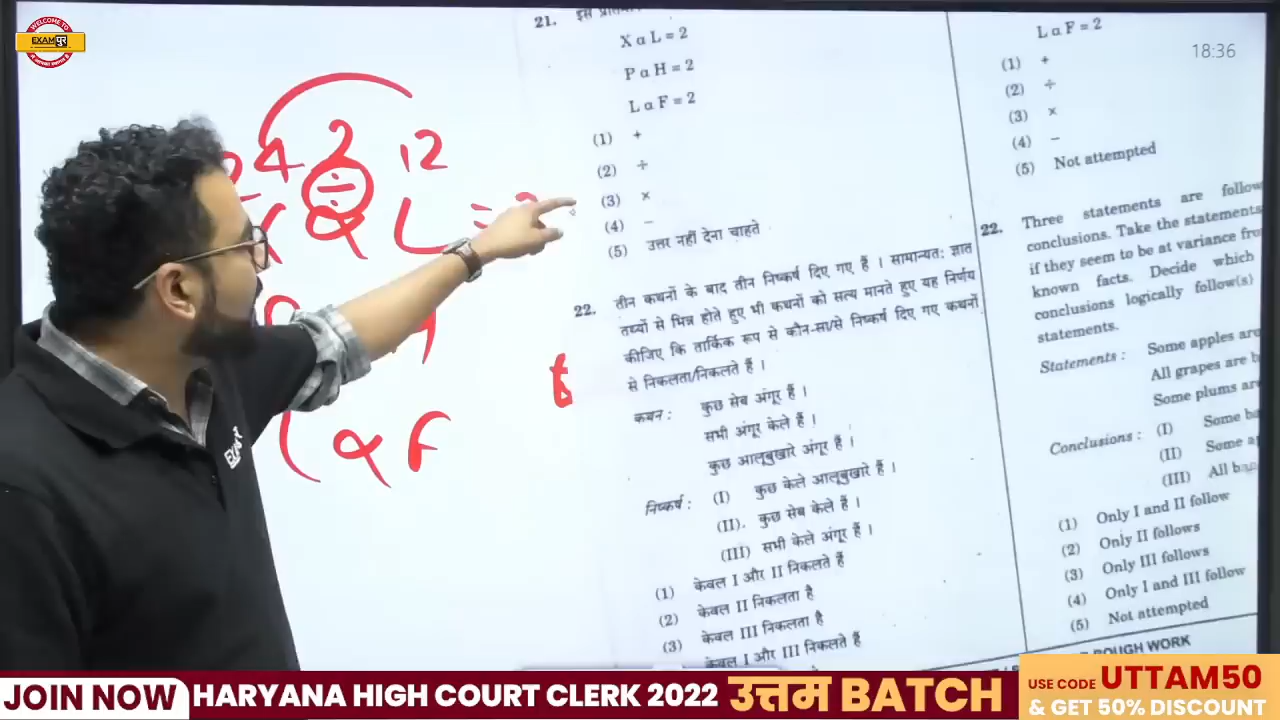 WELCOME TO
EXAMपुर
21.
X a L = 2
P a H = 2
L a F = 2
(1) +
(2) ÷
(3) ×
(4) −
(5) उत्तर नहीं देना चाहते
22. तीन कथनों के बाद तीन निष्कर्ष दिए गए हैं । सामान्यत: ज्ञात
तथ्यों से भिन्न होते हुए भी कथनों को सत्य मानते हुए यह निर्णय
कीजिए कि तार्किक रूप से कौन-सा/से निष्कर्ष दिए गए कथनों
से निकलता/निकलते हैं ।
कथन : कुछ सेब अंगूर हैं ।
सभी अंगूर केले हैं ।
कुछ आलूबुखारे अंगूर हैं ।
निष्कर्ष : (I) कुछ केले आलूबुखारे हैं ।
(II). कुछ सेब केले हैं ।
(III) सभी केले अंगूर हैं ।
(1) केवल I और II निकलते हैं
(2) केवल II निकलता है
(3) केवल III निकलता है
केवल I और III निकलते हैं
L a F = 2
(1) +
(2) ÷
(3) ×
(4) −
(5) Not attempted
22. Three statements are follow
conclusions. Take the statements
if they seem to be at variance fro
known facts. Decide which
conclusions logically follow(s)
statements.
Statements : Some apples are
All grapes are b
Some plums are
Conclusions : (I) Some ba
(II) Some a
(III) All ban
(1) Only I and II follow
(2) Only II follows
(3) Only III follows
(4) Only I and III follow
(5) Not attempted
ROUGH WORK
18:36
24 2 12
÷
α L =
α F
JOIN NOW HARYANA HIGH COURT CLERK 2022 उत्तम BATCH
USE CODE UTTAM50
& GET 50% DISCOUNT